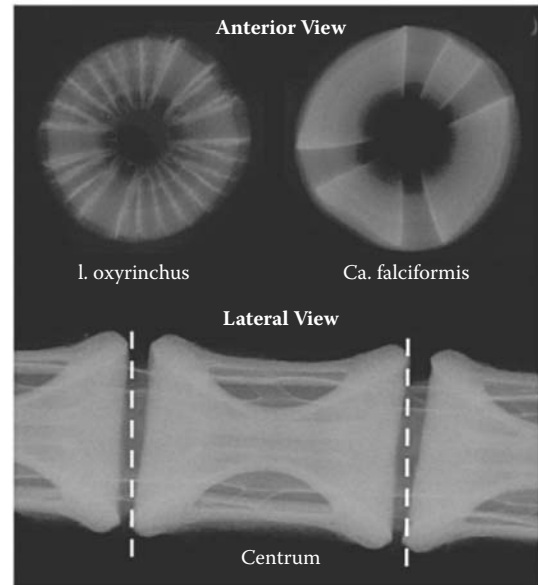 Anterior View
l. oxyrinchus
Ca. falciformis
Lateral View
Centrum